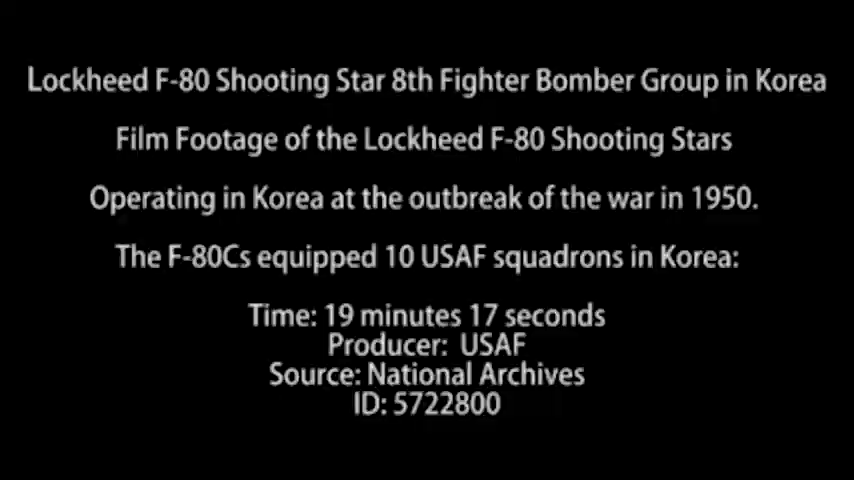 Lockheed F-80 Shooting Star 8th Fighter Bomber Group in Korea
Film Footage of the Lockheed F-80 Shooting Stars
Operating in Korea at the outbreak of the war in 1950.
The F-80Cs equipped 10 USAF squadrons in Korea:
Time: 19 minutes 17 seconds
Producer:  USAF
Source: National Archives
ID: 5722800